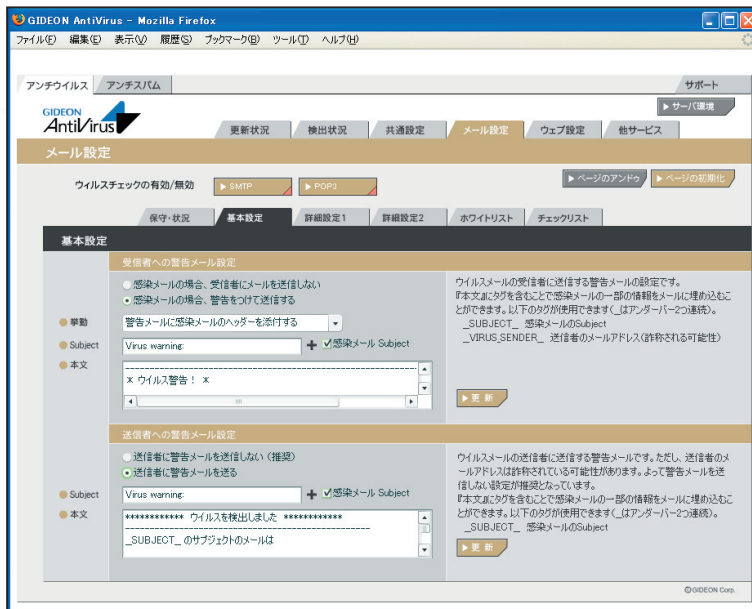 GIDEON AntiVirus - Mozilla Firefox
ファイル(F) 編集(E) 表示(V) 履歴(S) ブックマーク(B) ツール(T) ヘルプ(H)
アンチウイルス アンチスパム サポート
GIDEON
AntiVirus
▶ サーバ環境
更新状況 検出状況 共通設定 メール設定 ウェブ設定 他サービス
メール設定
ウィルスチェックの有効/無効 ▶ SMTP ▶ POP3 ▶ ページのアンドゥ ▶ ページの初期化
保守・状況 基本設定 詳細設定1 詳細設定2 ホワイトリスト チェックリスト
基本設定
受信者への警告メール設定
感染メールの場合、受信者にメールを送信しない
感染メールの場合、警告をつけて送信する
挙動 警告メールに感染メールのヘッダーを添付する
Subject Virus warning: + 感染メール Subject
本文
------------------------------------------------------------
* ウイルス警告! *
ウイルスメールの受信者に送信する警告メールの設定です。
『本文』にタグを含むことで感染メールの一部の情報をメールに埋め込むこ
とができます。以下のタグが使用できます(_はアンダーバー2つ連続)。
_SUBJECT_ 感染メールのSubject
_VIRUS_SENDER_ 送信者のメールアドレス(詐称される可能性)
▶ 更 新
送信者への警告メール設定
送信者に警告メールを送信しない (推奨)
送信者に警告メールを送る
Subject Virus warning: + 感染メール Subject
本文
************ ウイルスを検出しました ************
------------------------------------------------------------
_SUBJECT_ のサブジェクトのメールは
ウイルスメールの送信者に送信する警告メールです。ただし、送信者のメ
ールアドレスは詐称されている可能性があります。よって警告メールを送
信しない設定が推奨となっています。
『本文』にタグを含むことで感染メールの一部の情報をメールに埋め込むこ
とができます。以下のタグが使用できます(_はアンダーバー2つ連続)。
_SUBJECT_ 感染メールのSubject
▶ 更 新
©GIDEON Corp.